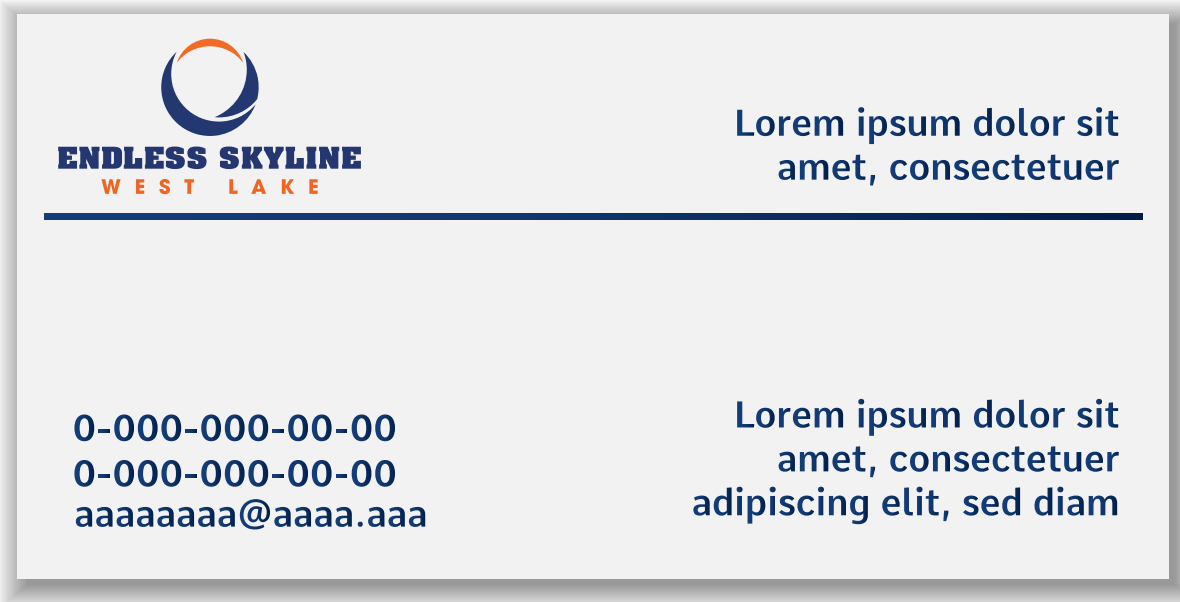 ENDLESS SKYLINE
WEST LAKE
Lorem ipsum dolor sit
amet, consectetuer
0-000-000-00-00
0-000-000-00-00
aaaaaaaa@aaaa.aaa
Lorem ipsum dolor sit
amet, consectetuer
adipiscing elit, sed diam